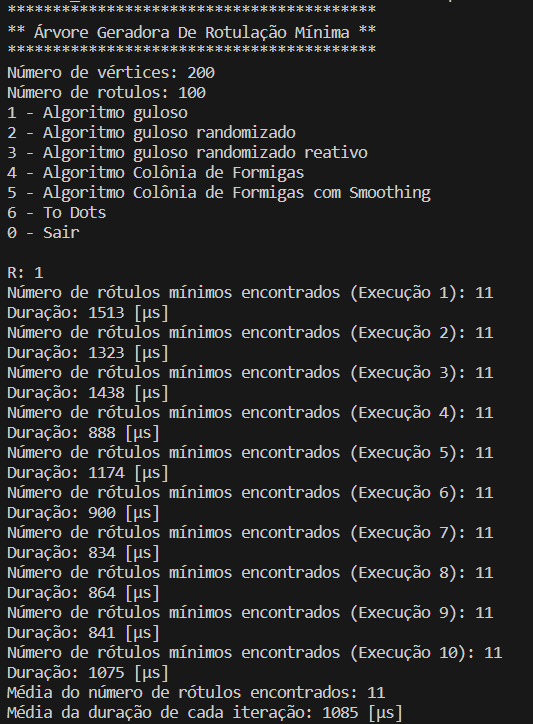 *****************************************
** Árvore Geradora De Rotulação Mínima **
*****************************************
Número de vértices: 200
Número de rotulos: 100
1 - Algoritmo guloso
2 - Algoritmo guloso randomizado
3 - Algoritmo guloso randomizado reativo
4 - Algoritmo Colônia de Formigas
5 - Algoritmo Colônia de Formigas com Smoothing
6 - To Dots
0 - Sair
R: 1
Número de rótulos mínimos encontrados (Execução 1): 11
Duração: 1513 [µs]
Número de rótulos mínimos encontrados (Execução 2): 11
Duração: 1323 [µs]
Número de rótulos mínimos encontrados (Execução 3): 11
Duração: 1438 [µs]
Número de rótulos mínimos encontrados (Execução 4): 11
Duração: 888 [µs]
Número de rótulos mínimos encontrados (Execução 5): 11
Duração: 1174 [µs]
Número de rótulos mínimos encontrados (Execução 6): 11
Duração: 900 [µs]
Número de rótulos mínimos encontrados (Execução 7): 11
Duração: 834 [µs]
Número de rótulos mínimos encontrados (Execução 8): 11
Duração: 864 [µs]
Número de rótulos mínimos encontrados (Execução 9): 11
Duração: 841 [µs]
Número de rótulos mínimos encontrados (Execução 10): 11
Duração: 1075 [µs]
Média do número de rótulos encontrados: 11
Média da duração de cada iteração: 1085 [µs]